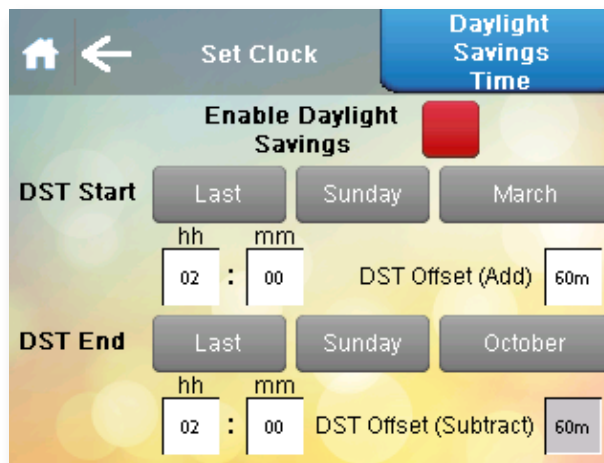 Set Clock
Daylight
Savings
Time
Enable Daylight
Savings
DST Start Last Sunday March
hh mm
02 : 00 DST Offset (Add) 60m
DST End Last Sunday October
hh mm
02 : 00 DST Offset (Subtract) 60m